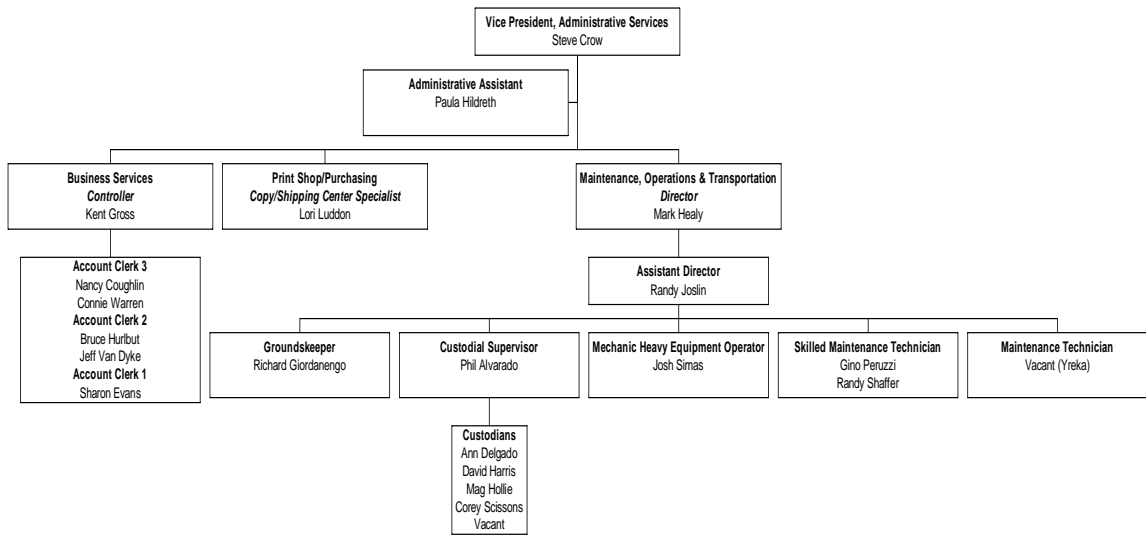 Vice President, Administrative Services
Steve Crow
Administrative Assistant
Paula Hildreth
Business Services
Controller
Kent Gross
Print Shop/Purchasing
Copy/Shipping Center Specialist
Lori Luddon
Maintenance, Operations & Transportation
Director
Mark Healy
Account Clerk 3
Nancy Coughlin
Connie Warren
Account Clerk 2
Bruce Hurlbut
Jeff Van Dyke
Account Clerk 1
Sharon Evans
Assistant Director
Randy Joslin
Groundskeeper
Richard Giordanengo
Custodial Supervisor
Phil Alvarado
Mechanic Heavy Equipment Operator
Josh Simas
Skilled Maintenance Technician
Gino Peruzzi
Randy Shaffer
Maintenance Technician
Vacant (Yreka)
Custodians
Ann Delgado
David Harris
Mag Hollie
Corey Scissons
Vacant